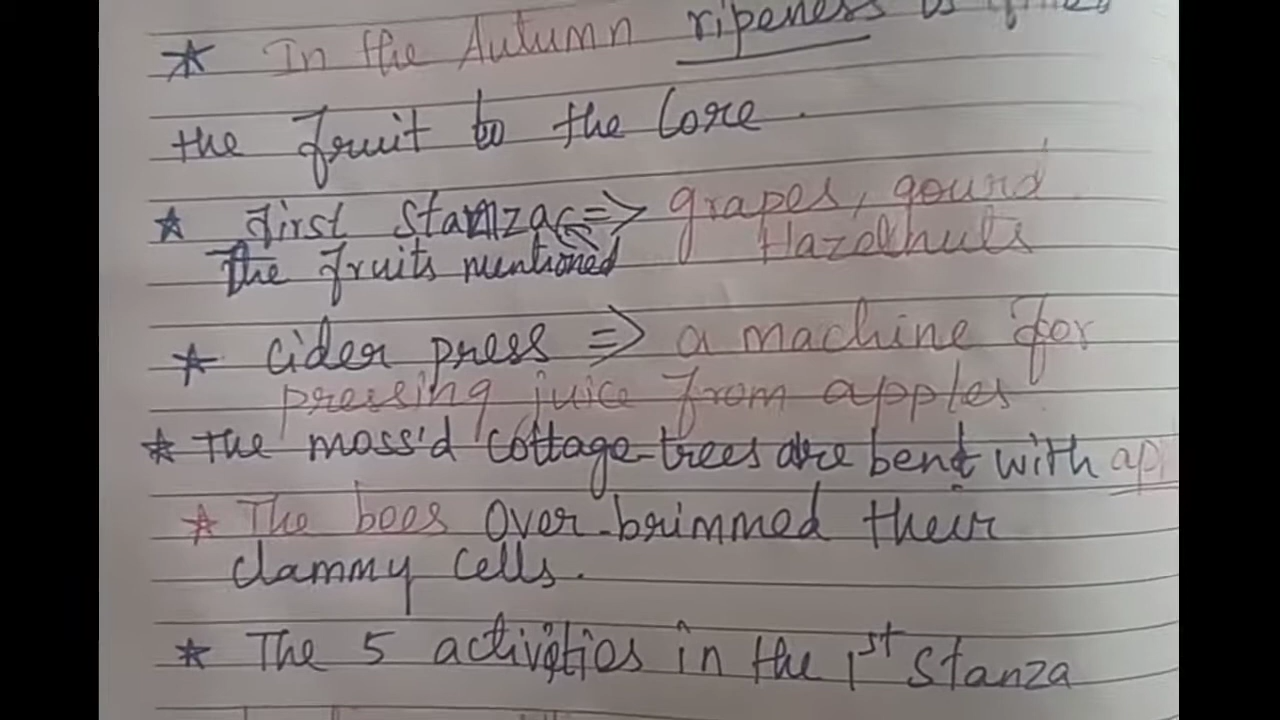 * In the Autumn ripeness
the fruit to the Core.
* First Stanza => grapes, gourd
The fruits mentioned Hazelnuts
* Cider press => a machine for
pressing juice from apples
* The moss'd cottage-trees are bent with ap
* The bees Over-brimmed their
clammy cells.
* The 5 activities in the 1st Stanza